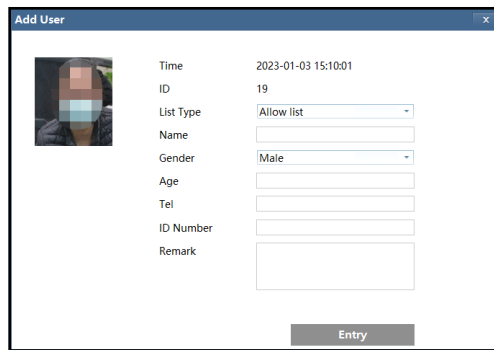 Add User x
Time 2023-01-03 15:10:01
ID 19
List Type Allow list
Name
Gender Male
Age
Tel
ID Number
Remark
Entry